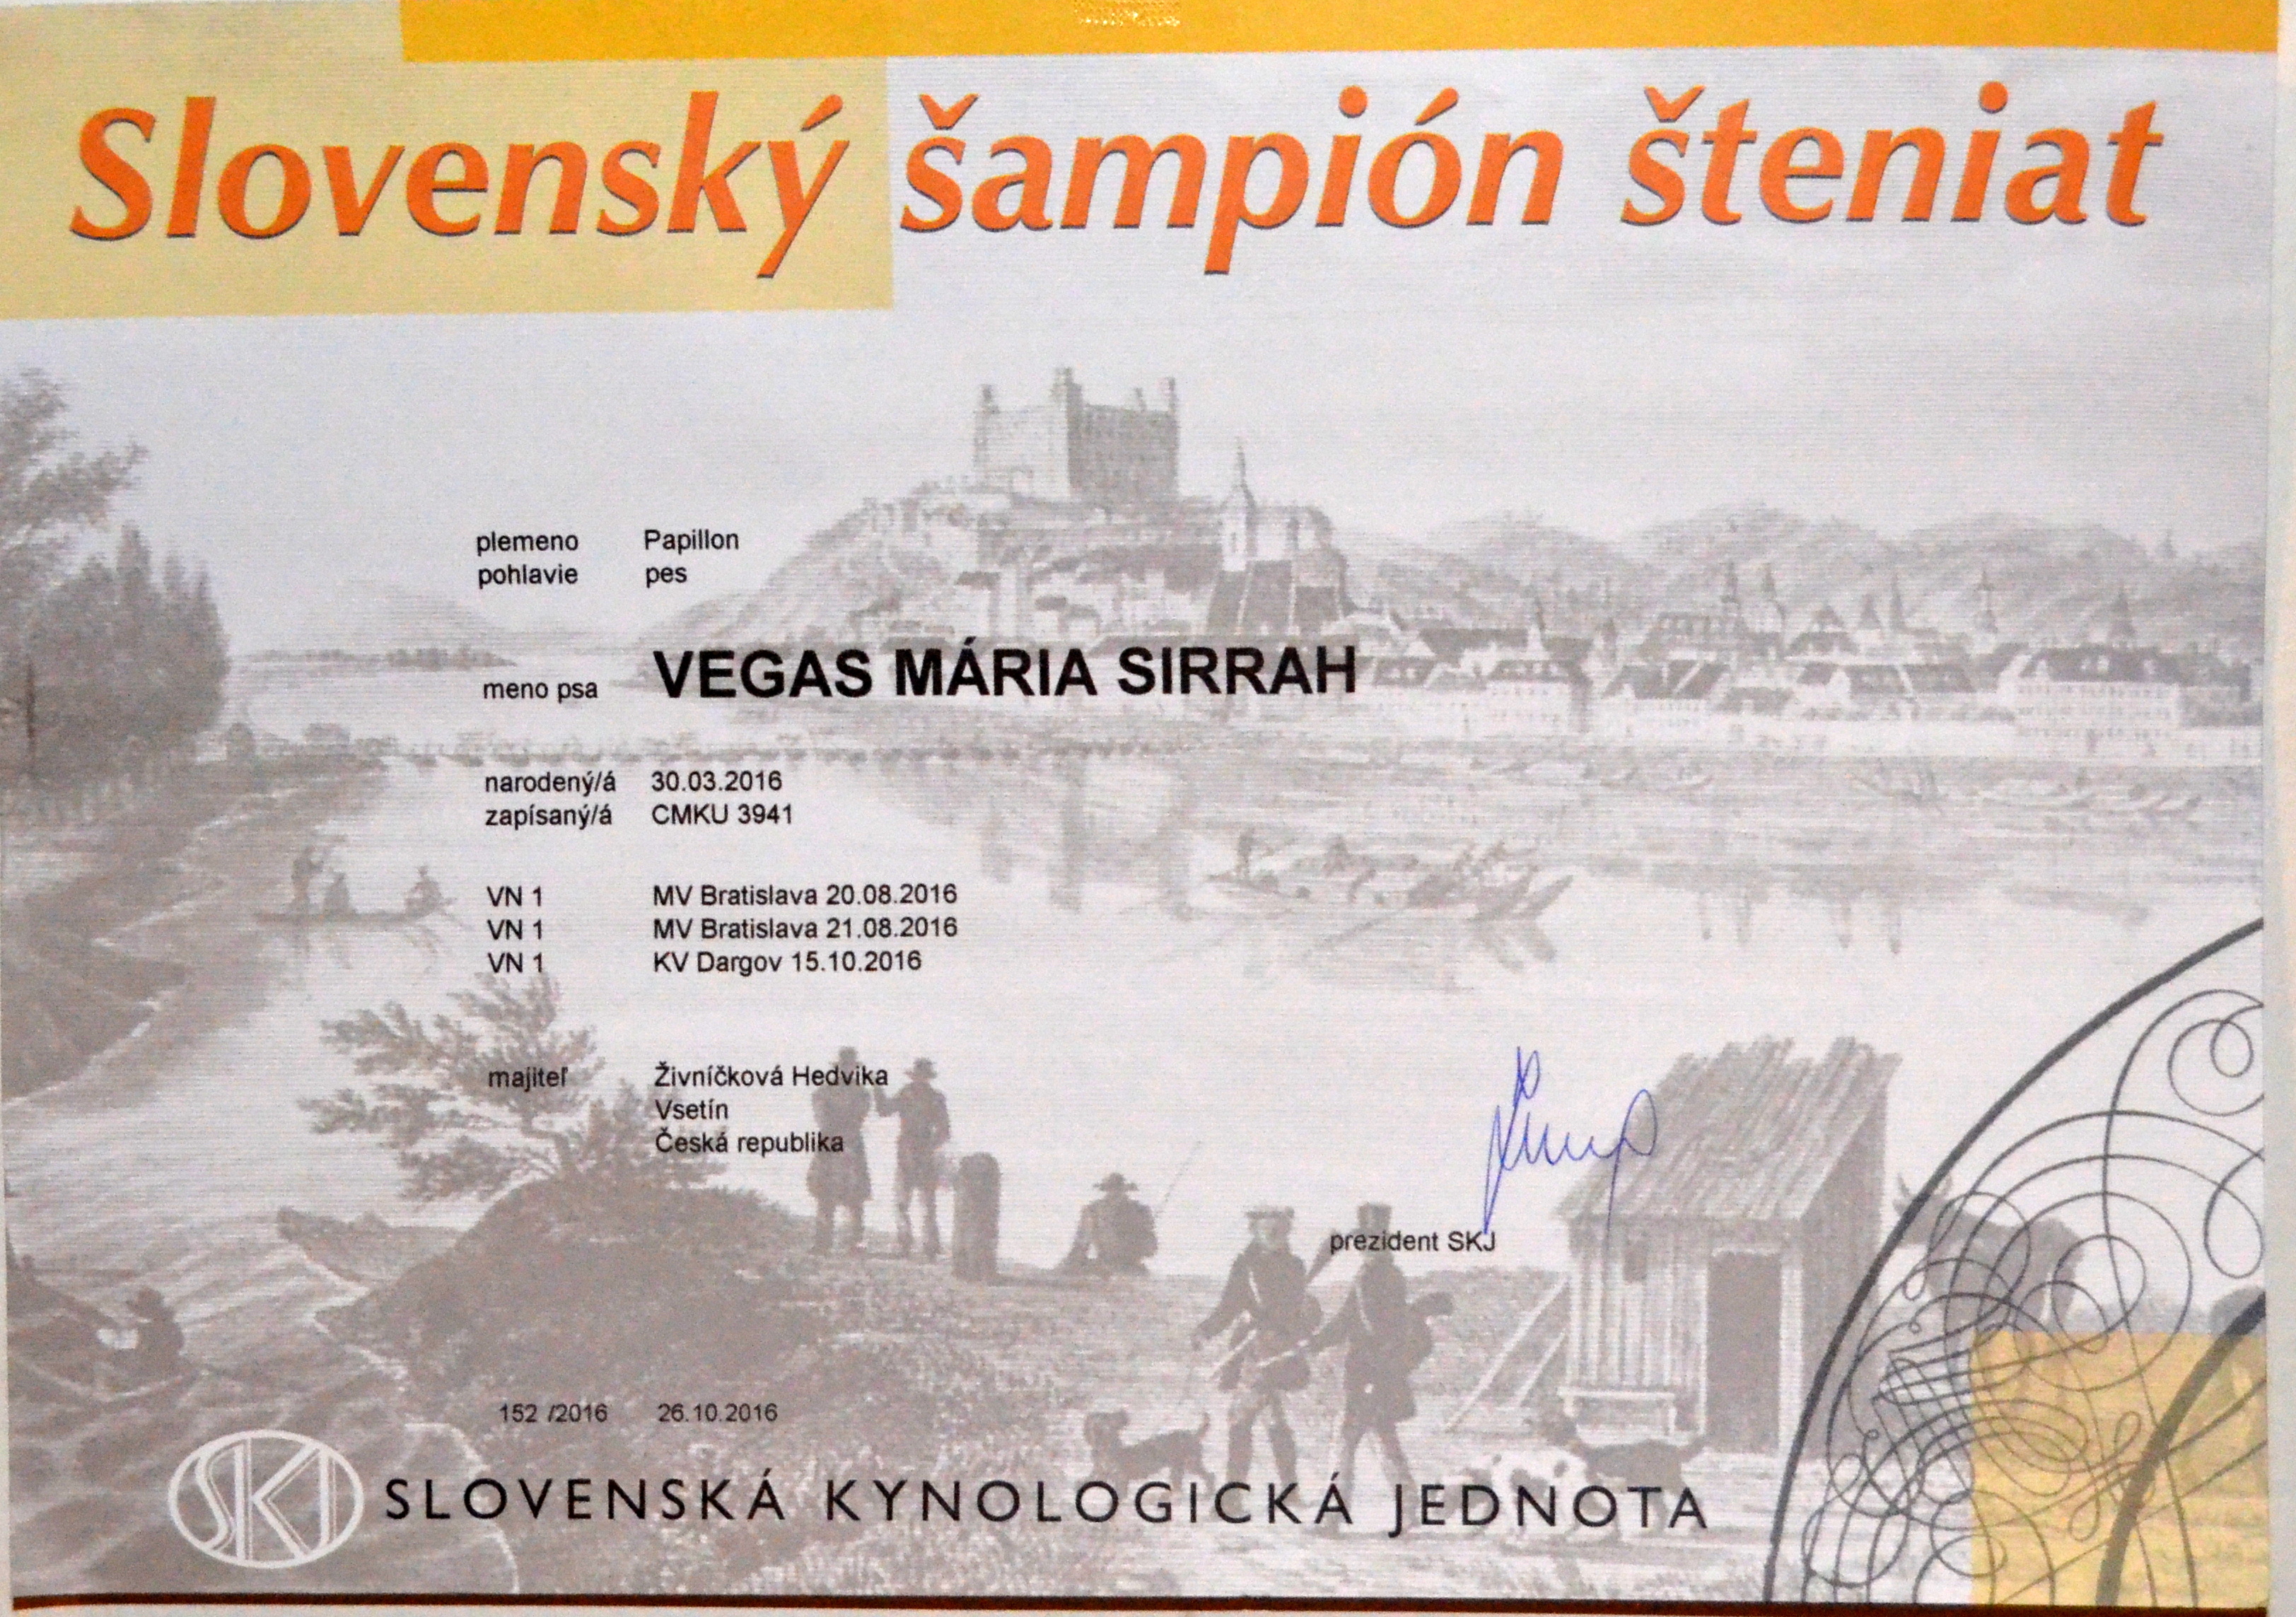 Slovenský šampión šteniat
plemeno Papillon
pohlavie pes
meno psa VEGAS MÁRIA SIRRAH
narodený/á 30.03.2016
zapísaný/á CMKU 3941
VN 1 MV Bratislava 20.08.2016
VN 1 MV Bratislava 21.08.2016
VN 1 KV Dargov 15.10.2016
majiteľ Živníčková Hedvika
Vsetín
Česká republika
prezident SKJ
152 /2016 26.10.2016
SKJ SLOVENSKÁ KYNOLOGICKÁ JEDNOTA